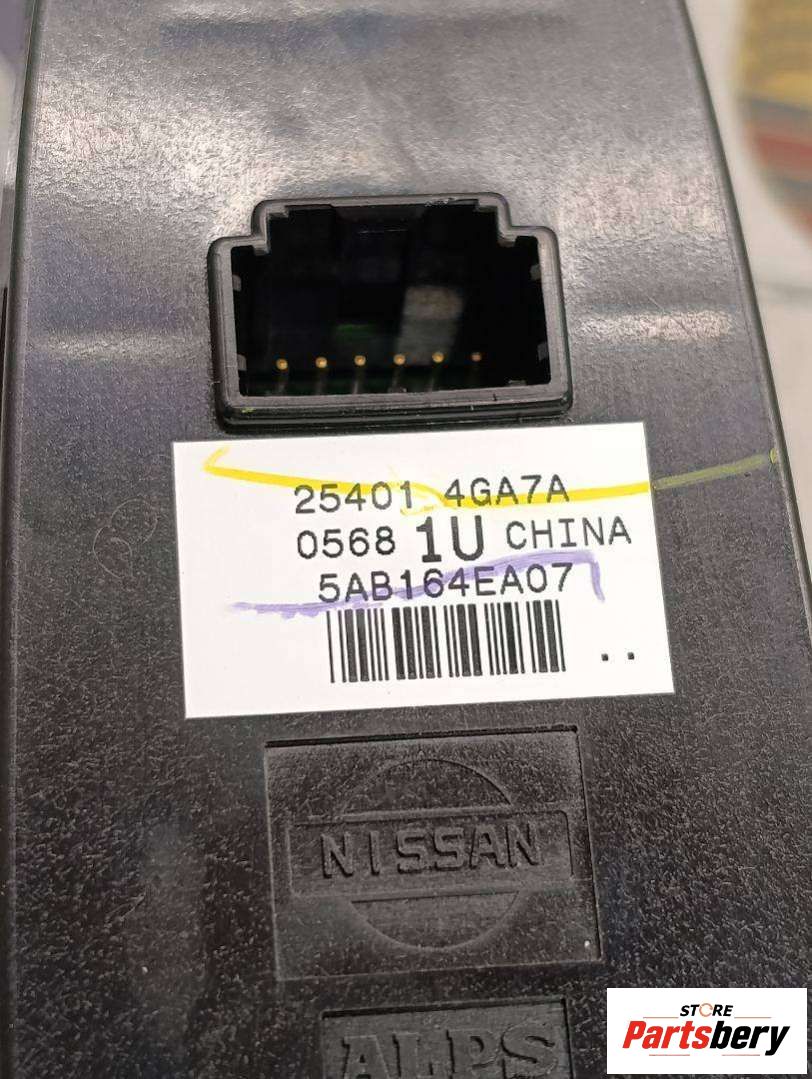 25401 4GA7A
0568 1U CHINA
5AB164EA07
NISSAN
ALPS
STORE
Partsbery